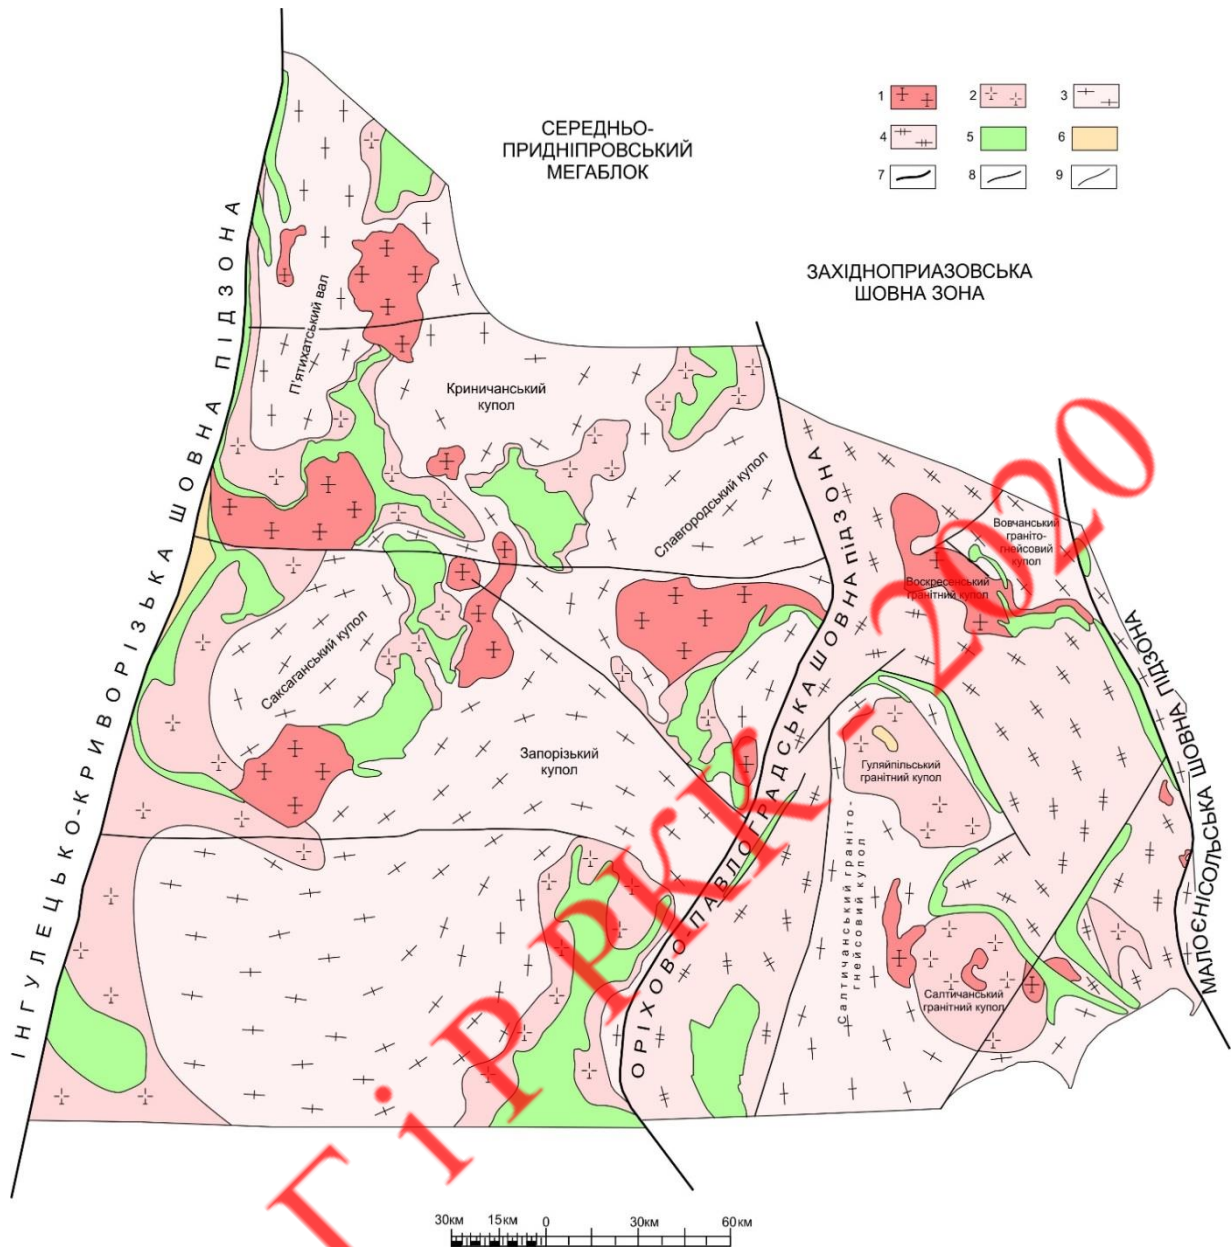 СЕРЕДНЬО-
ПРИДНІПРОВСЬКИЙ
МЕГАБЛОК
1
2
3
4
5
6
7
8
9
ЗАХІДНОПРИАЗОВСЬКА
ШОВНА ЗОНА
ІНГУЛЕЦЬКО-КРИВОРІЗЬКА ШОВНА ПІДЗОНА
П'ятихатський вал
Криничанський
купол
Славгородський купол
ОРІХОВО-ПАВЛОГРАДСЬКА ШОВНА ПІДЗОНА
Вовчанський
граніто-
гнейсовий
купол
Воскресенський
гранітний купол
Саксаганський купол
Запорізький
купол
Гуляйпільський
гранітний купол
Салтичанський граніто-
гнейсовий купол
Салтичанський
гранітний купол
МАЛОЄНІСОЛЬСЬКА ШОВНА ПІДЗОНА
ГіРРКК-2020
30км 15км 0 30км 60км